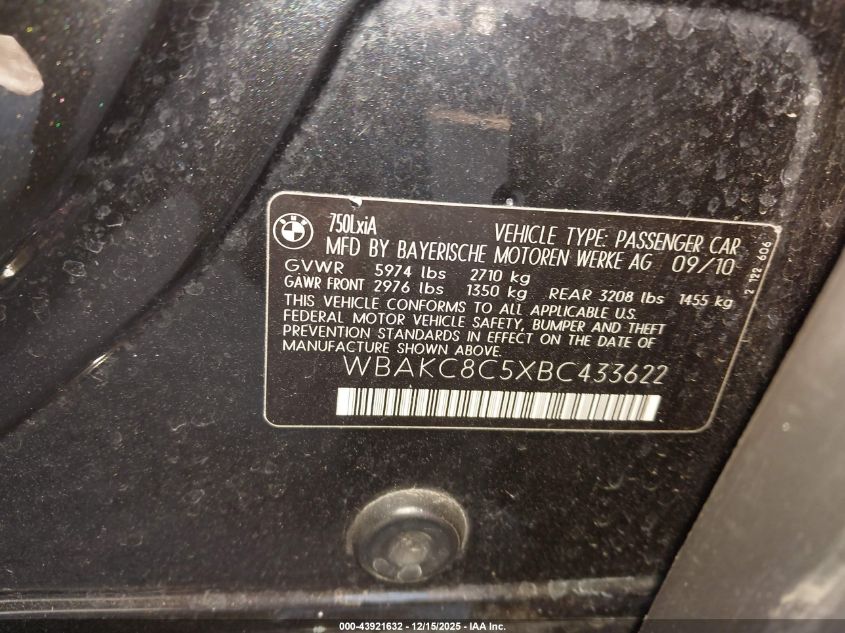 BMW
750LxiA
VEHICLE TYPE: PASSENGER CAR
MFD BY BAYERISCHE MOTOREN WERKE AG 09/10
GVWR 5974 lbs 2710 kg
GAWR FRONT 2976 lbs 1350 kg REAR 3208 lbs 1455 kg
THIS VEHICLE CONFORMS TO ALL APPLICABLE U.S.
FEDERAL MOTOR VEHICLE SAFETY, BUMPER AND THEFT
PREVENTION STANDARDS IN EFFECT ON THE DATE OF
MANUFACTURE SHOWN ABOVE.
WBAKC8C5XBC433622
606
000-43921632 - 12/15/2025 - IAA Inc.